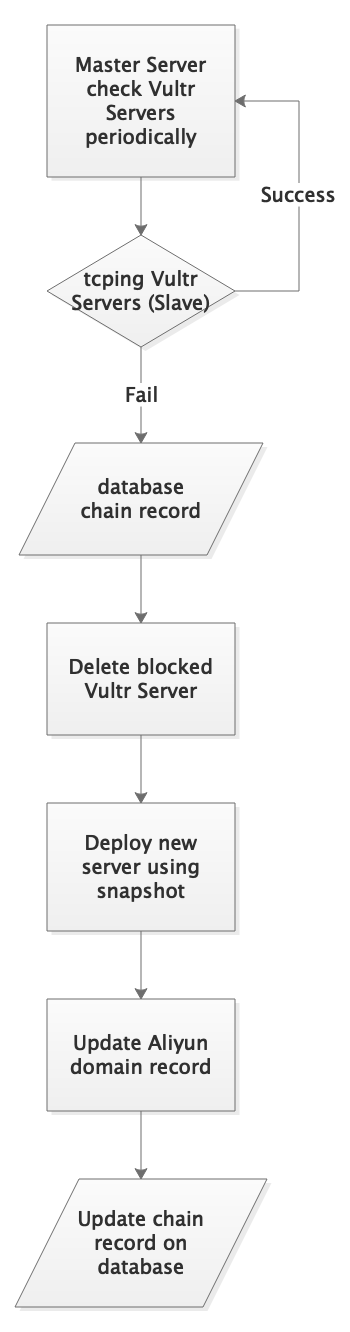 Master Server
check Vultr
Servers
periodically
Success
tcping Vultr
Servers (Slave)
Fail
database
chain record
Delete blocked
Vultr Server
Deploy new
server using
snapshot
Update Aliyun
domain record
Update chain
record on
database